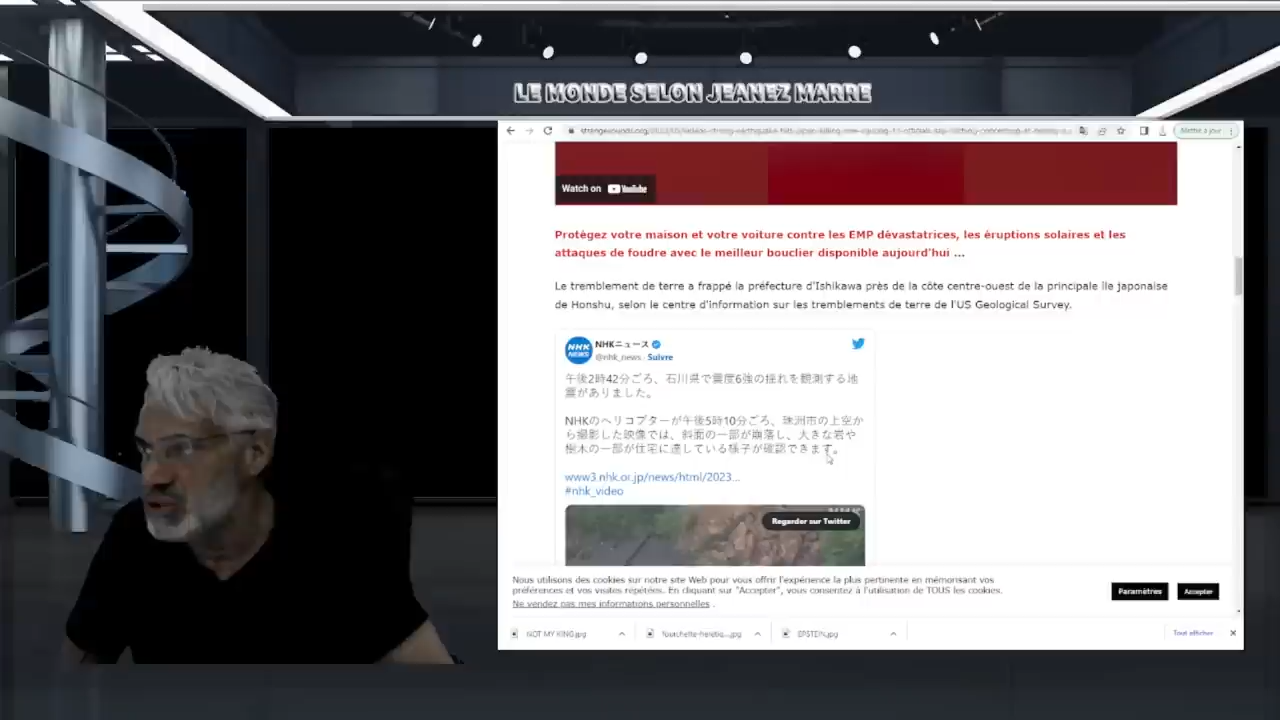 LE MONDE SELON JEANEZ MARRE
Mettre à jour
Watch on YouTube
Protégez votre maison et votre voiture contre les EMP dévastatrices, les éruptions solaires et les
attaques de foudre avec le meilleur bouclier disponible aujourd'hui ...
Le tremblement de terre a frappé la préfecture d'Ishikawa près de la côte centre-ouest de la principale île japonaise
de Honshu, selon le centre d'information sur les tremblements de terre de l'US Geological Survey.
NHK NEWS
NHKニュース
@nhk_news · Suivre
午後2時42分ごろ、石川県で震度6強の揺れを観測する地
震がありました。
NHKのヘリコプターが午後5時10分ごろ、珠洲市の上空か
ら撮影した映像では、斜面の一部が崩落し、大きな岩や
樹木の一部が住宅に達している様子が確認できます。
www3.nhk.or.jp/news/html/2023…
#nhk_video
Regarder sur Twitter
Nous utilisons des cookies sur notre site Web pour vous offrir l'expérience la plus pertinente en mémorisant vos
préférences et vos visites répétées. En cliquant sur "Accepter", vous consentez à l'utilisation de TOUS les cookies.
Ne vendez pas mes informations personnelles .
Paramètres
Accepter
NOT MY KING.jpg
fourchette-heretiq....jpg
EPSTEIN.jpg
Tout afficher